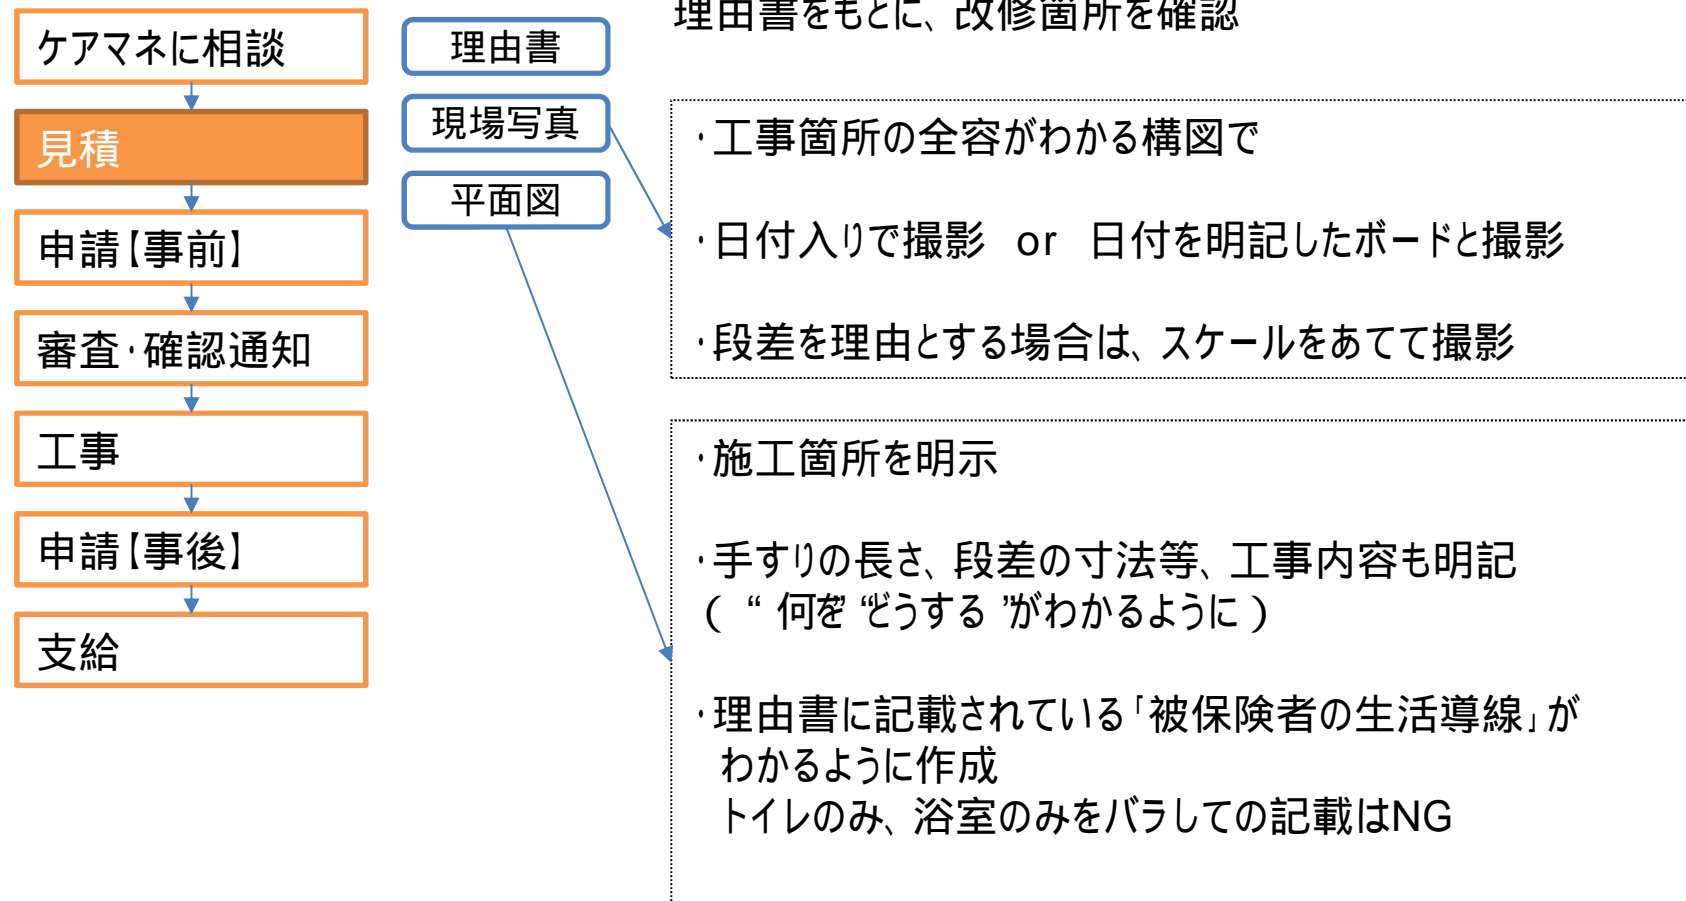 ケアマネに相談
見積
申請【事前】
審査・確認通知
工事
申請【事後】
支給
理由書
現場写真
平面図
理由書をもとに、改修箇所を確認
・工事箇所の全容がわかる構図で
・日付入りで撮影 or 日付を明記したボードと撮影
・段差を理由とする場合は、スケールをあてて撮影
・施工箇所を明示
・手すりの長さ、段差の寸法等、工事内容も明記
(“何を”“どうする”がわかるように)
・理由書に記載されている「被保険者の生活導線」が
わかるように作成
トイレのみ、浴室のみをバラしての記載はNG